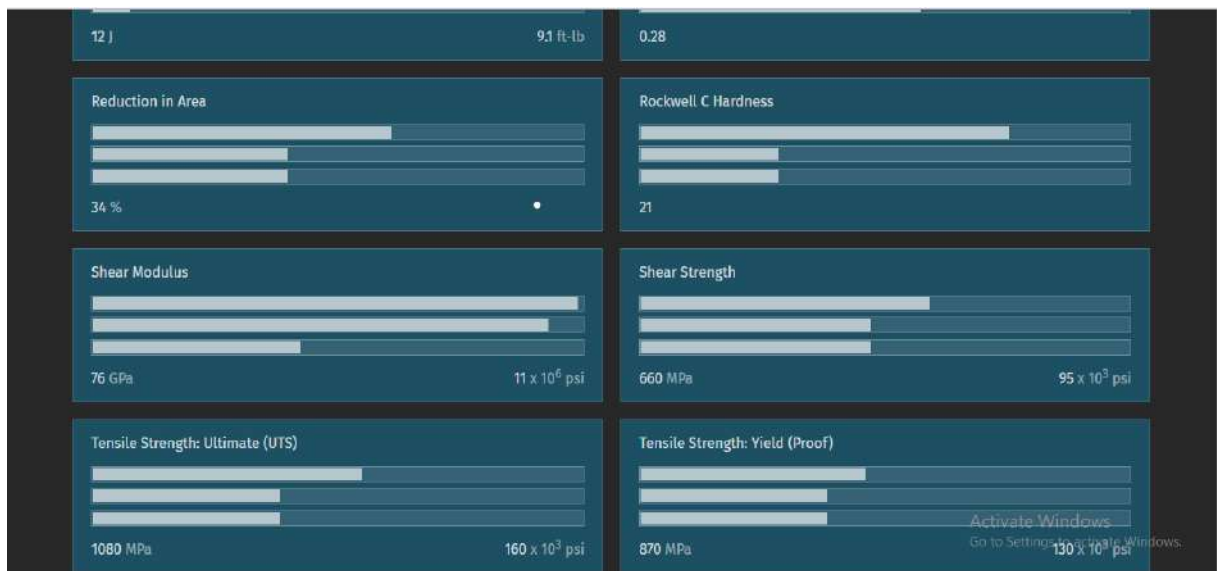 12 J 9.1 ft-lb
0.28
Reduction in Area
34 %
Rockwell C Hardness
21
Shear Modulus
76 GPa 11 x 10⁶ psi
Shear Strength
660 MPa 95 x 10³ psi
Tensile Strength: Ultimate (UTS)
1080 MPa 160 x 10³ psi
Tensile Strength: Yield (Proof)
870 MPa 130 x 10³ psi
Activate Windows
Go to Settings to activate Windows.